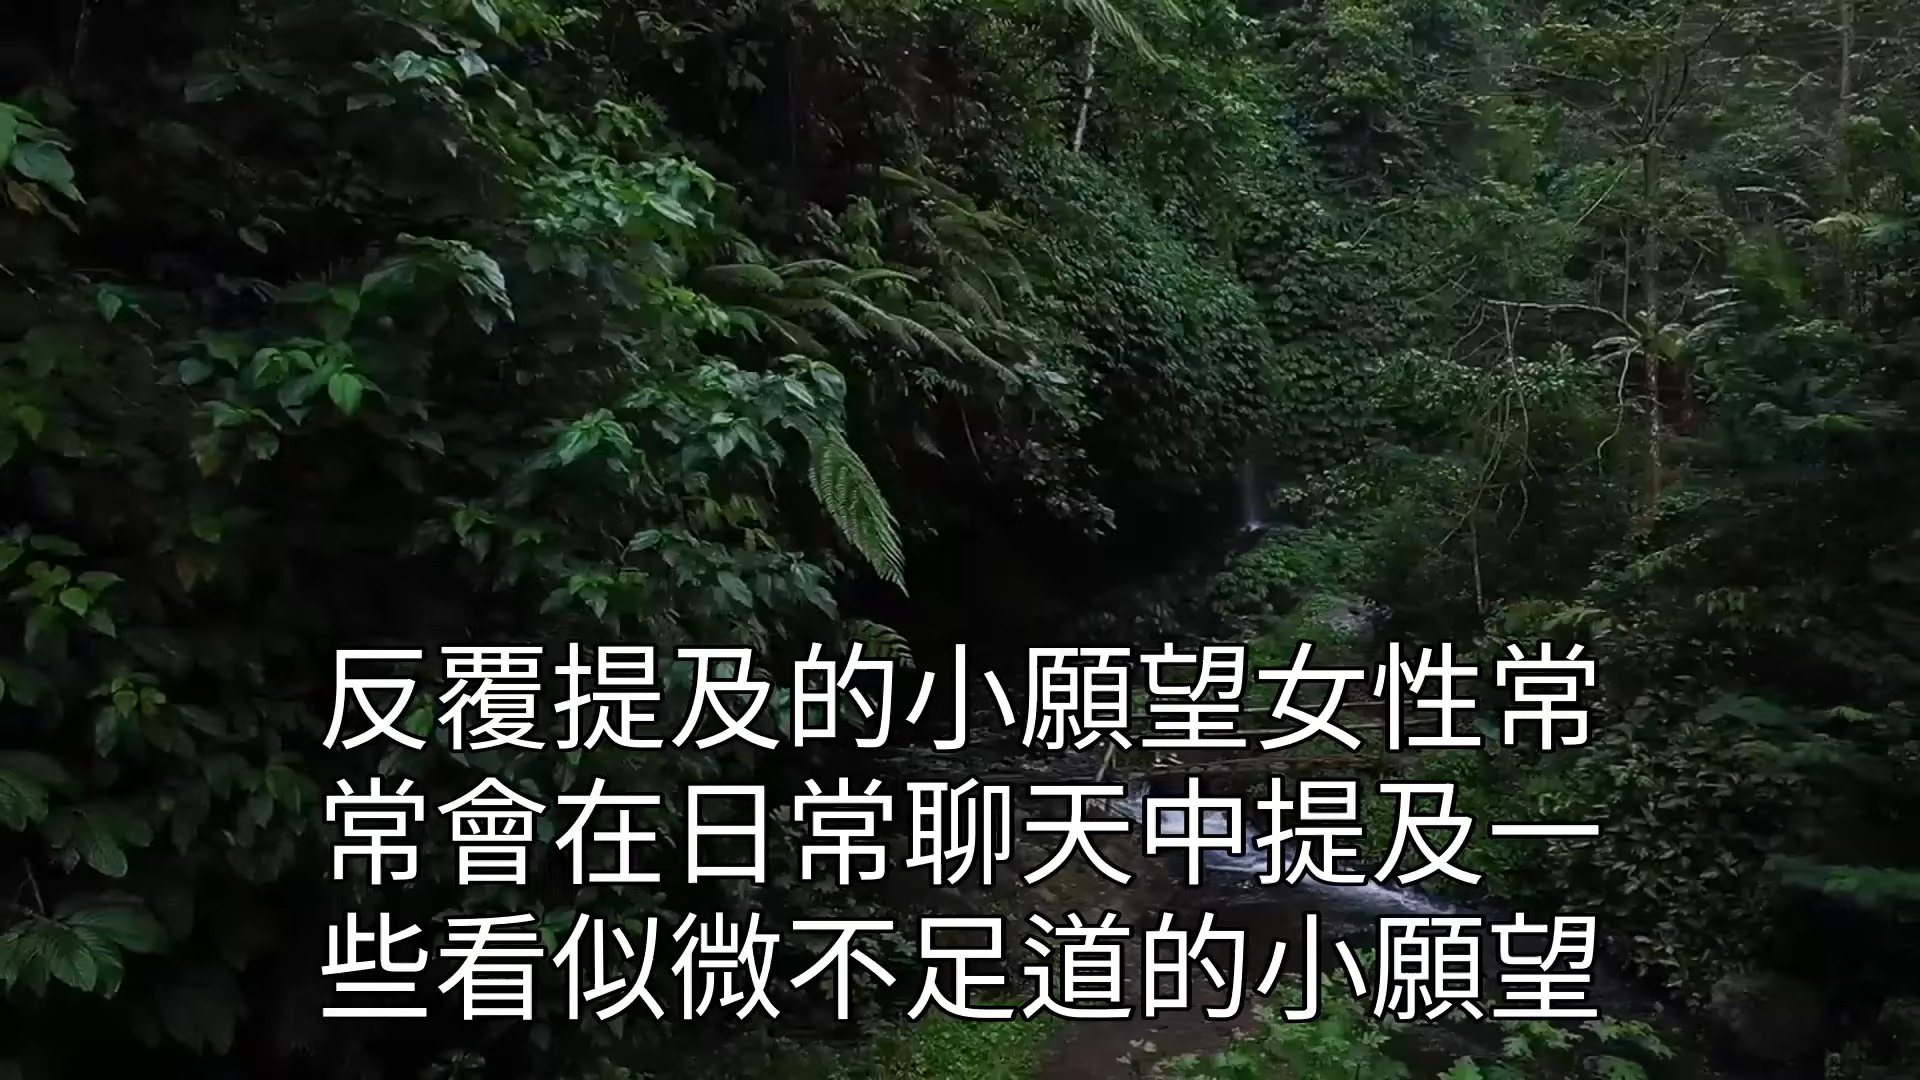 反覆提及的小願望女性常
常會在日常聊天中提及一
些看似微不足道的小願望